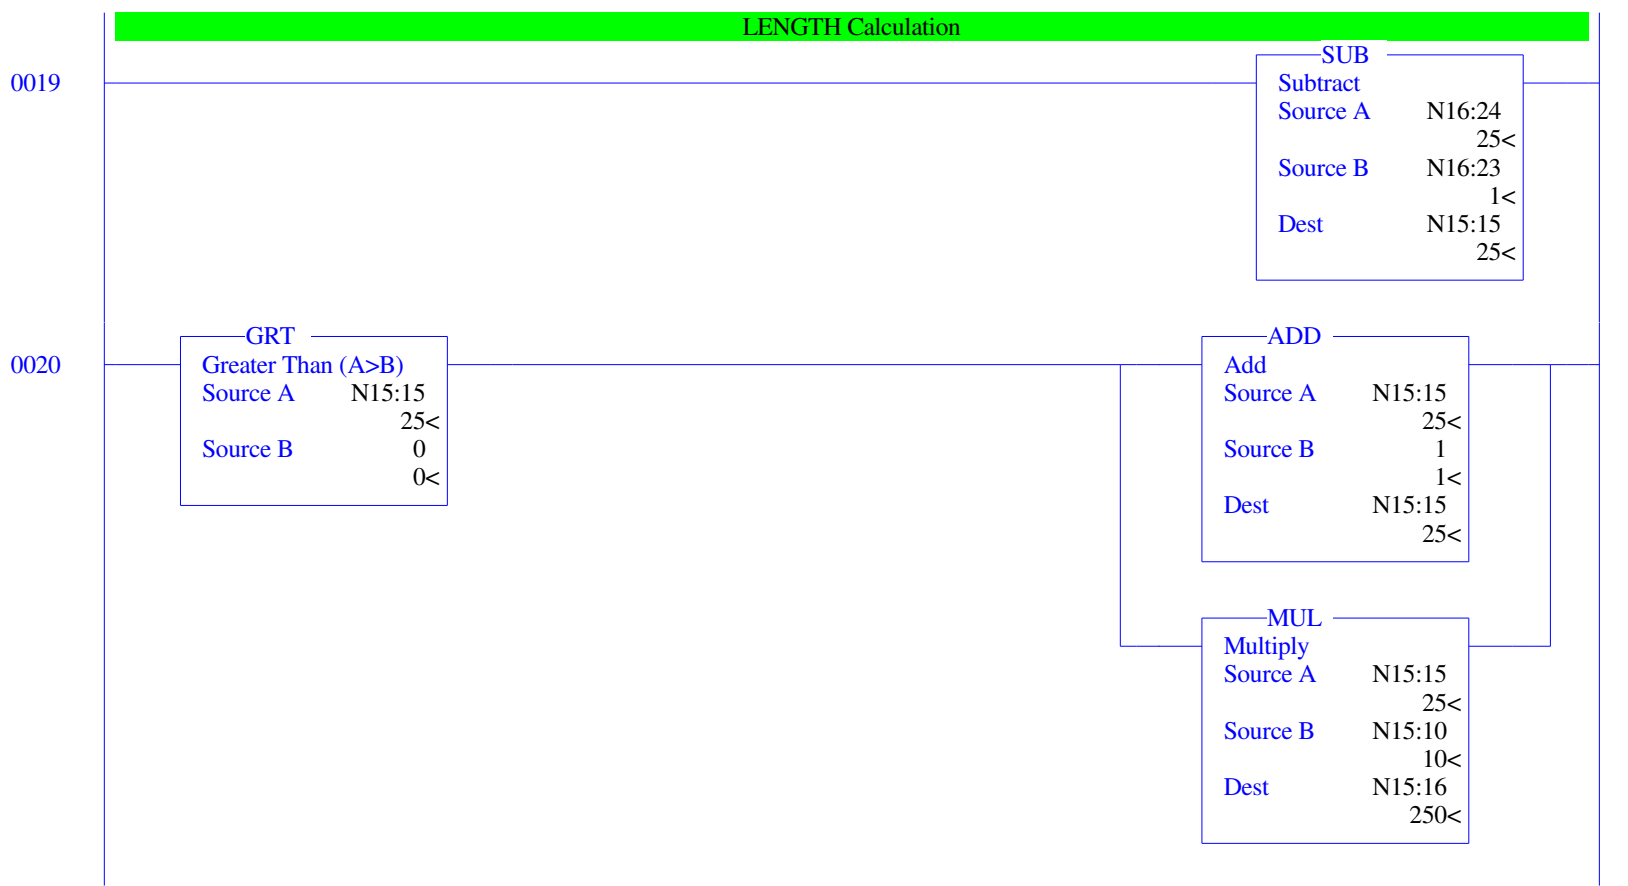 LENGTH Calculation
SUB
0019
Subtract
Source A N16:24
25<
Source B N16:23
1<
Dest N15:15
25<
GRT
ADD
0020
Greater Than (A>B)
Source A N15:15
25<
Source B 0
0<
Add
Source A N15:15
25<
Source B 1
1<
Dest N15:15
25<
MUL
Multiply
Source A N15:15
25<
Source B N15:10
10<
Dest N15:16
250<